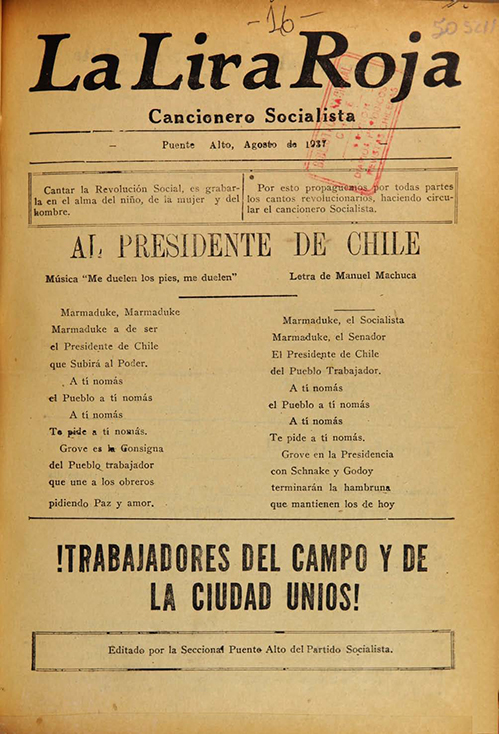 -16-
La Lira Roja
Cancionero Socialista
Puente Alto, Agosto de 1937
Cantar la Revolución Social, es grabar-
la en el alma del niño, de la mujer y del
hombre.
Por esto propaguemos por todas partes
los cantos revolucionarios, haciendo circu-
lar el cancionero Socialista.
AL PRESIDENTE DE CHILE
Música "Me duelen los pies, me duelen"
Letra de Manuel Machuca
Marmaduke, Marmaduke
Marmaduke a de ser
el Presidente de Chile
que Subirá al Poder.
A tí nomás
el Pueblo a ti nomás
A ti nomás
Te pide a ti nomás.
Grove es la Consigna
del Pueblo trabajador
que une a los obreros
pidiendo Paz y amor.
Marmaduke, el Socialista
Marmaduke, el Senador
El Presidente de Chile
del Pueblo Trabajador.
A ti nomás
el Pueblo a ti nomás
A ti nomás
Te pide a ti nomás.
Grove en la Presidencia
con Schnake y Godoy
terminarán la hambruna
que mantienen los de hoy
!TRABAJADORES DEL CAMPO Y DE
LA CIUDAD UNIOS!
Editado por la Seccional Puente Alto del Partido Socialista.